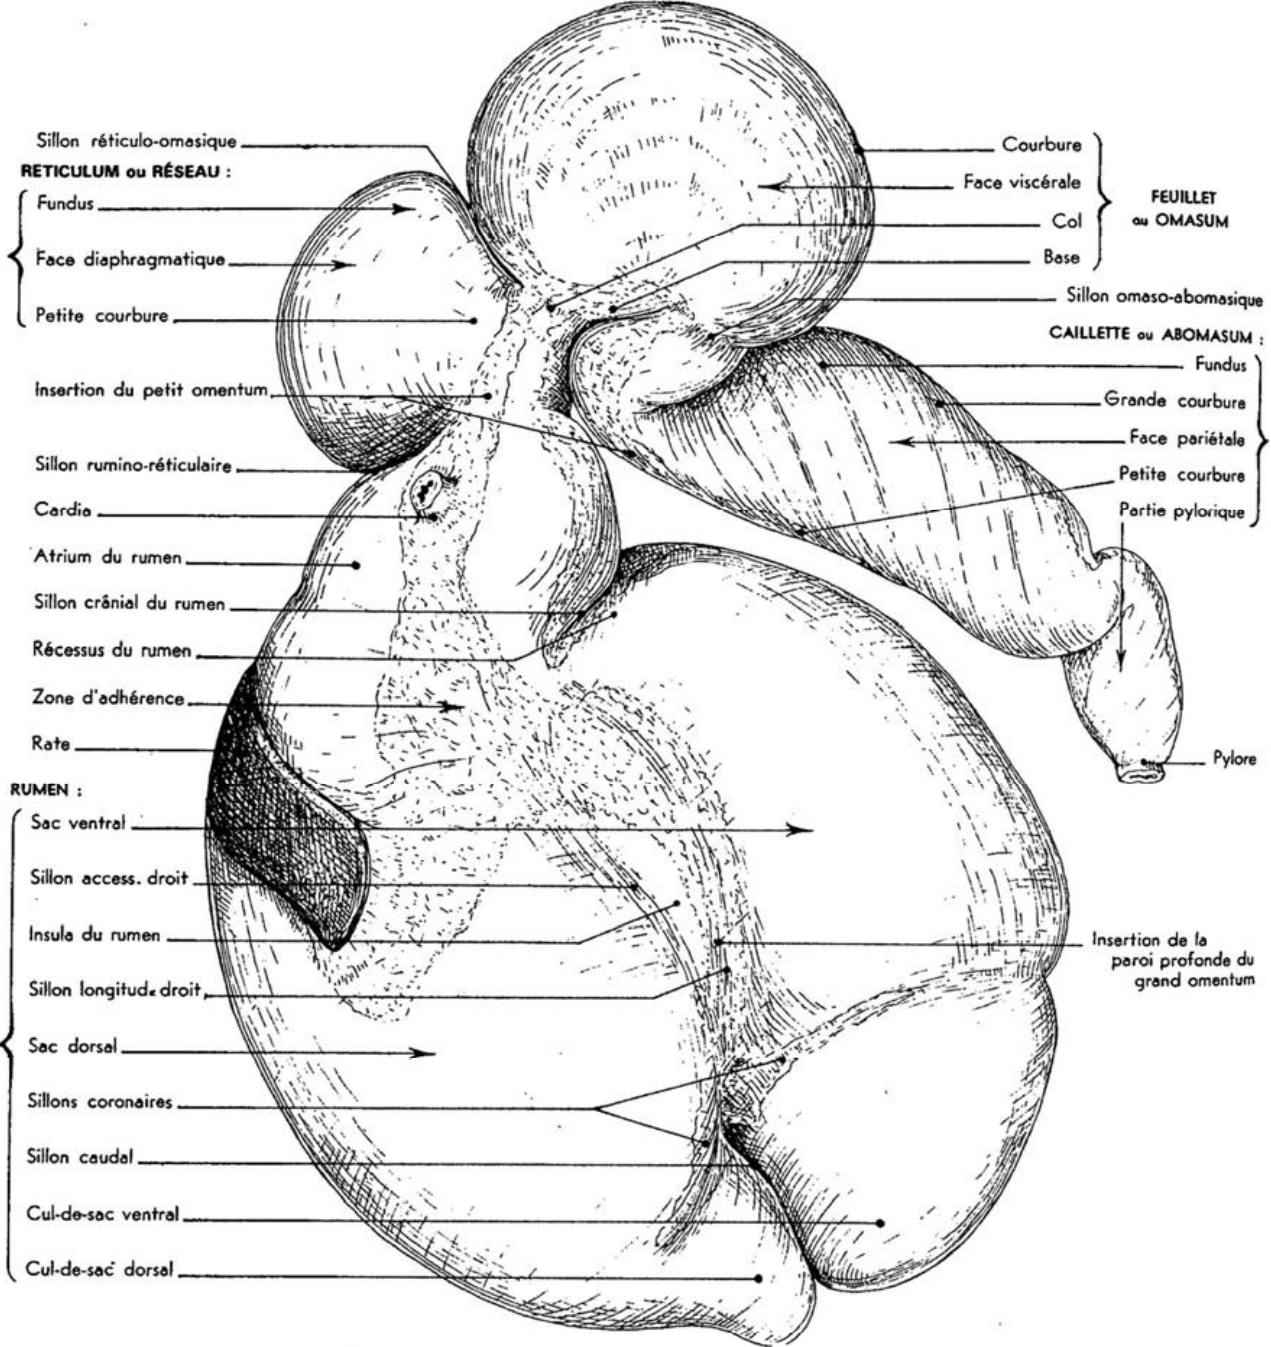 Sillon réticulo-omasique
RETICULUM ou RÉSEAU :
Fundus
Face diaphragmatique
Petite courbure
Insertion du petit omentum
Sillon rumino-réticulaire
Cardia
Atrium du rumen
Sillon crânial du rumen
Récessus du rumen
Zone d'adhérence
Rate
RUMEN :
Sac ventral
Sillon access. droit
Insula du rumen
Sillon longitud. droit
Sac dorsal
Sillons coronaires
Sillon caudal
Cul-de-sac ventral
Cul-de-sac dorsal
Courbure
Face viscérale
Col
Base
FEUILLET
ou OMASUM
Sillon omaso-abomasique
CAILLETTE ou ABOMASUM :
Fundus
Grande courbure
Face pariétale
Petite courbure
Partie pylorique
Pylore
Insertion de la
paroi profonde du
grand omentum